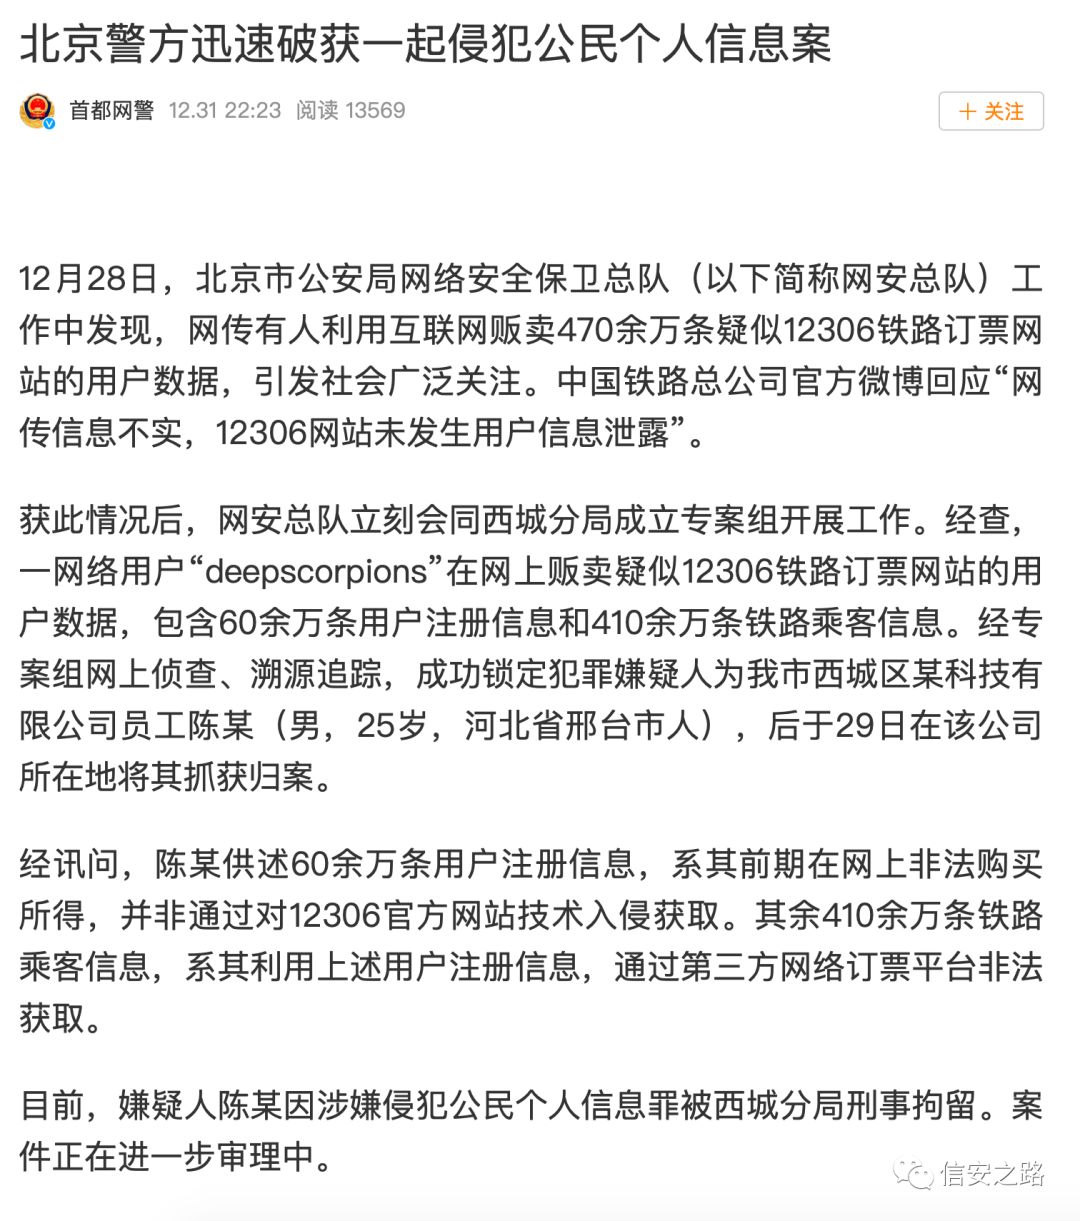 北京警方迅速破获一起侵犯公民个人信息案
首都网警 12.31 22:23 阅读 13569
＋ 关注
12月28日，北京市公安局网络安全保卫总队（以下简称网安总队）工
作中发现，网传有人利用互联网贩卖470余万条疑似12306铁路订票网
站的用户数据，引发社会广泛关注。中国铁路总公司官方微博回应“网
传信息不实，12306网站未发生用户信息泄露”。
获此情况后，网安总队立刻会同西城分局成立专案组开展工作。经查，
一网络用户“deepscorpions”在网上贩卖疑似12306铁路订票网站的用
户数据，包含60余万条用户注册信息和410余万条铁路乘客信息。经专
案组网上侦查、溯源追踪，成功锁定犯罪嫌疑人为我市西城区某科技有
限公司员工陈某（男，25岁，河北省邢台市人），后于29日在该公司
所在地将其抓获归案。
经讯问，陈某供述60余万条用户注册信息，系其前期在网上非法购买
所得，并非通过对12306官方网站技术入侵获取。其余410余万条铁路
乘客信息，系其利用上述用户注册信息，通过第三方网络订票平台非法
获取。
目前，嫌疑人陈某因涉嫌侵犯公民个人信息罪被西城分局刑事拘留。案
件正在进一步审理中。
信安之路